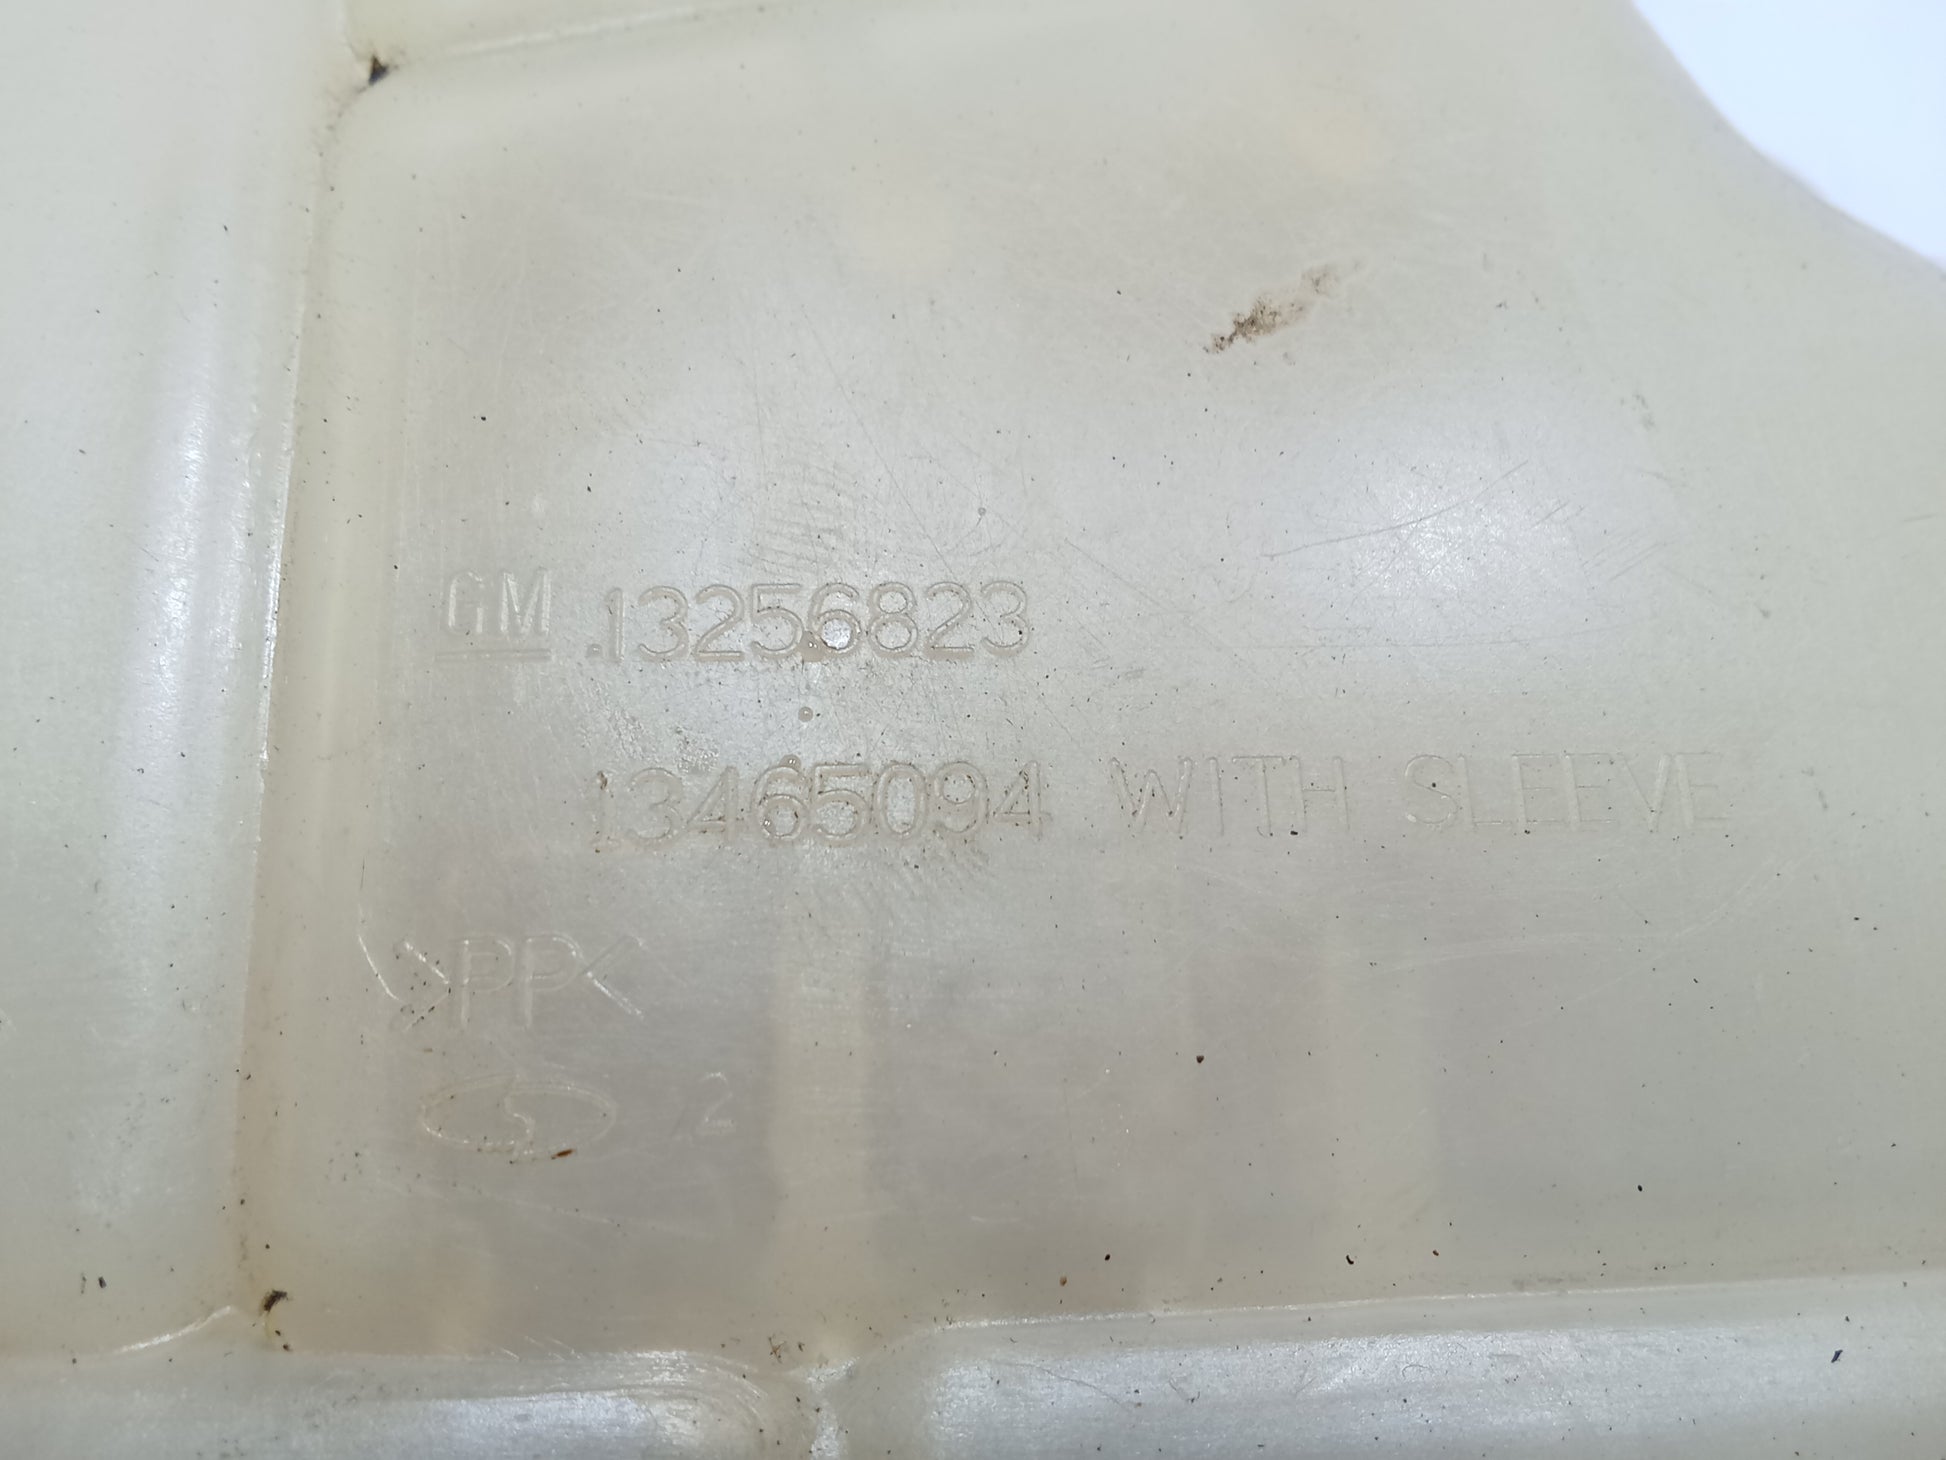 GM 13256823
13465094 WITH SLEEVE
>PP<
/2